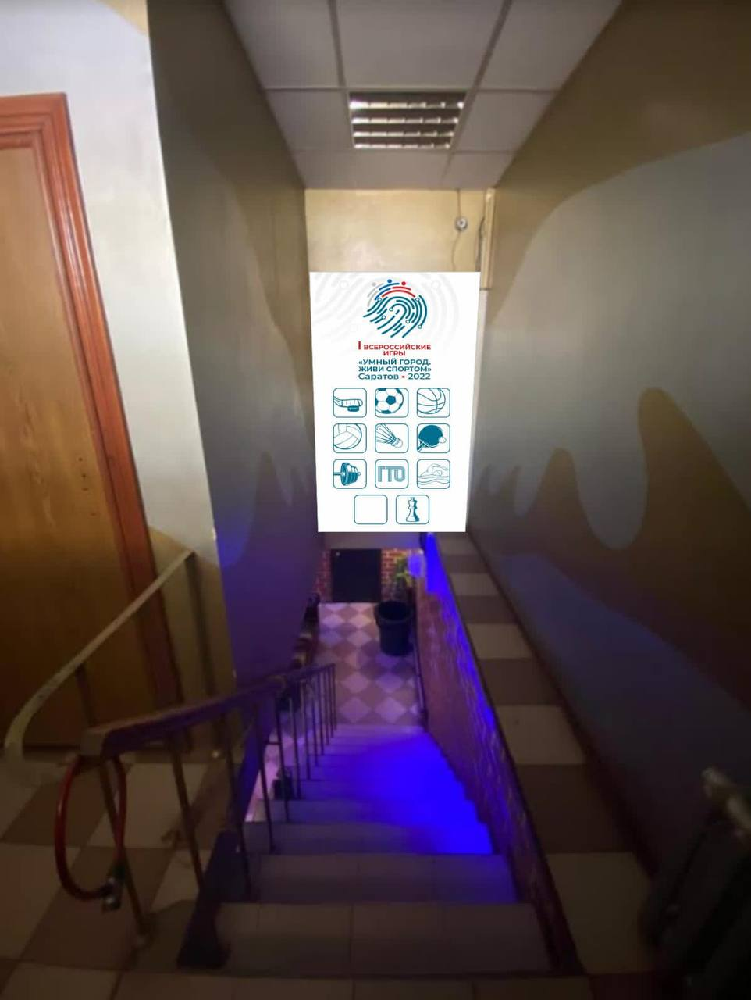 I ВСЕРОССИЙСКИЕ
ИГРЫ
«УМНЫЙ ГОРОД.
ЖИВИ СПОРТОМ»
Саратов • 2022
ГТО